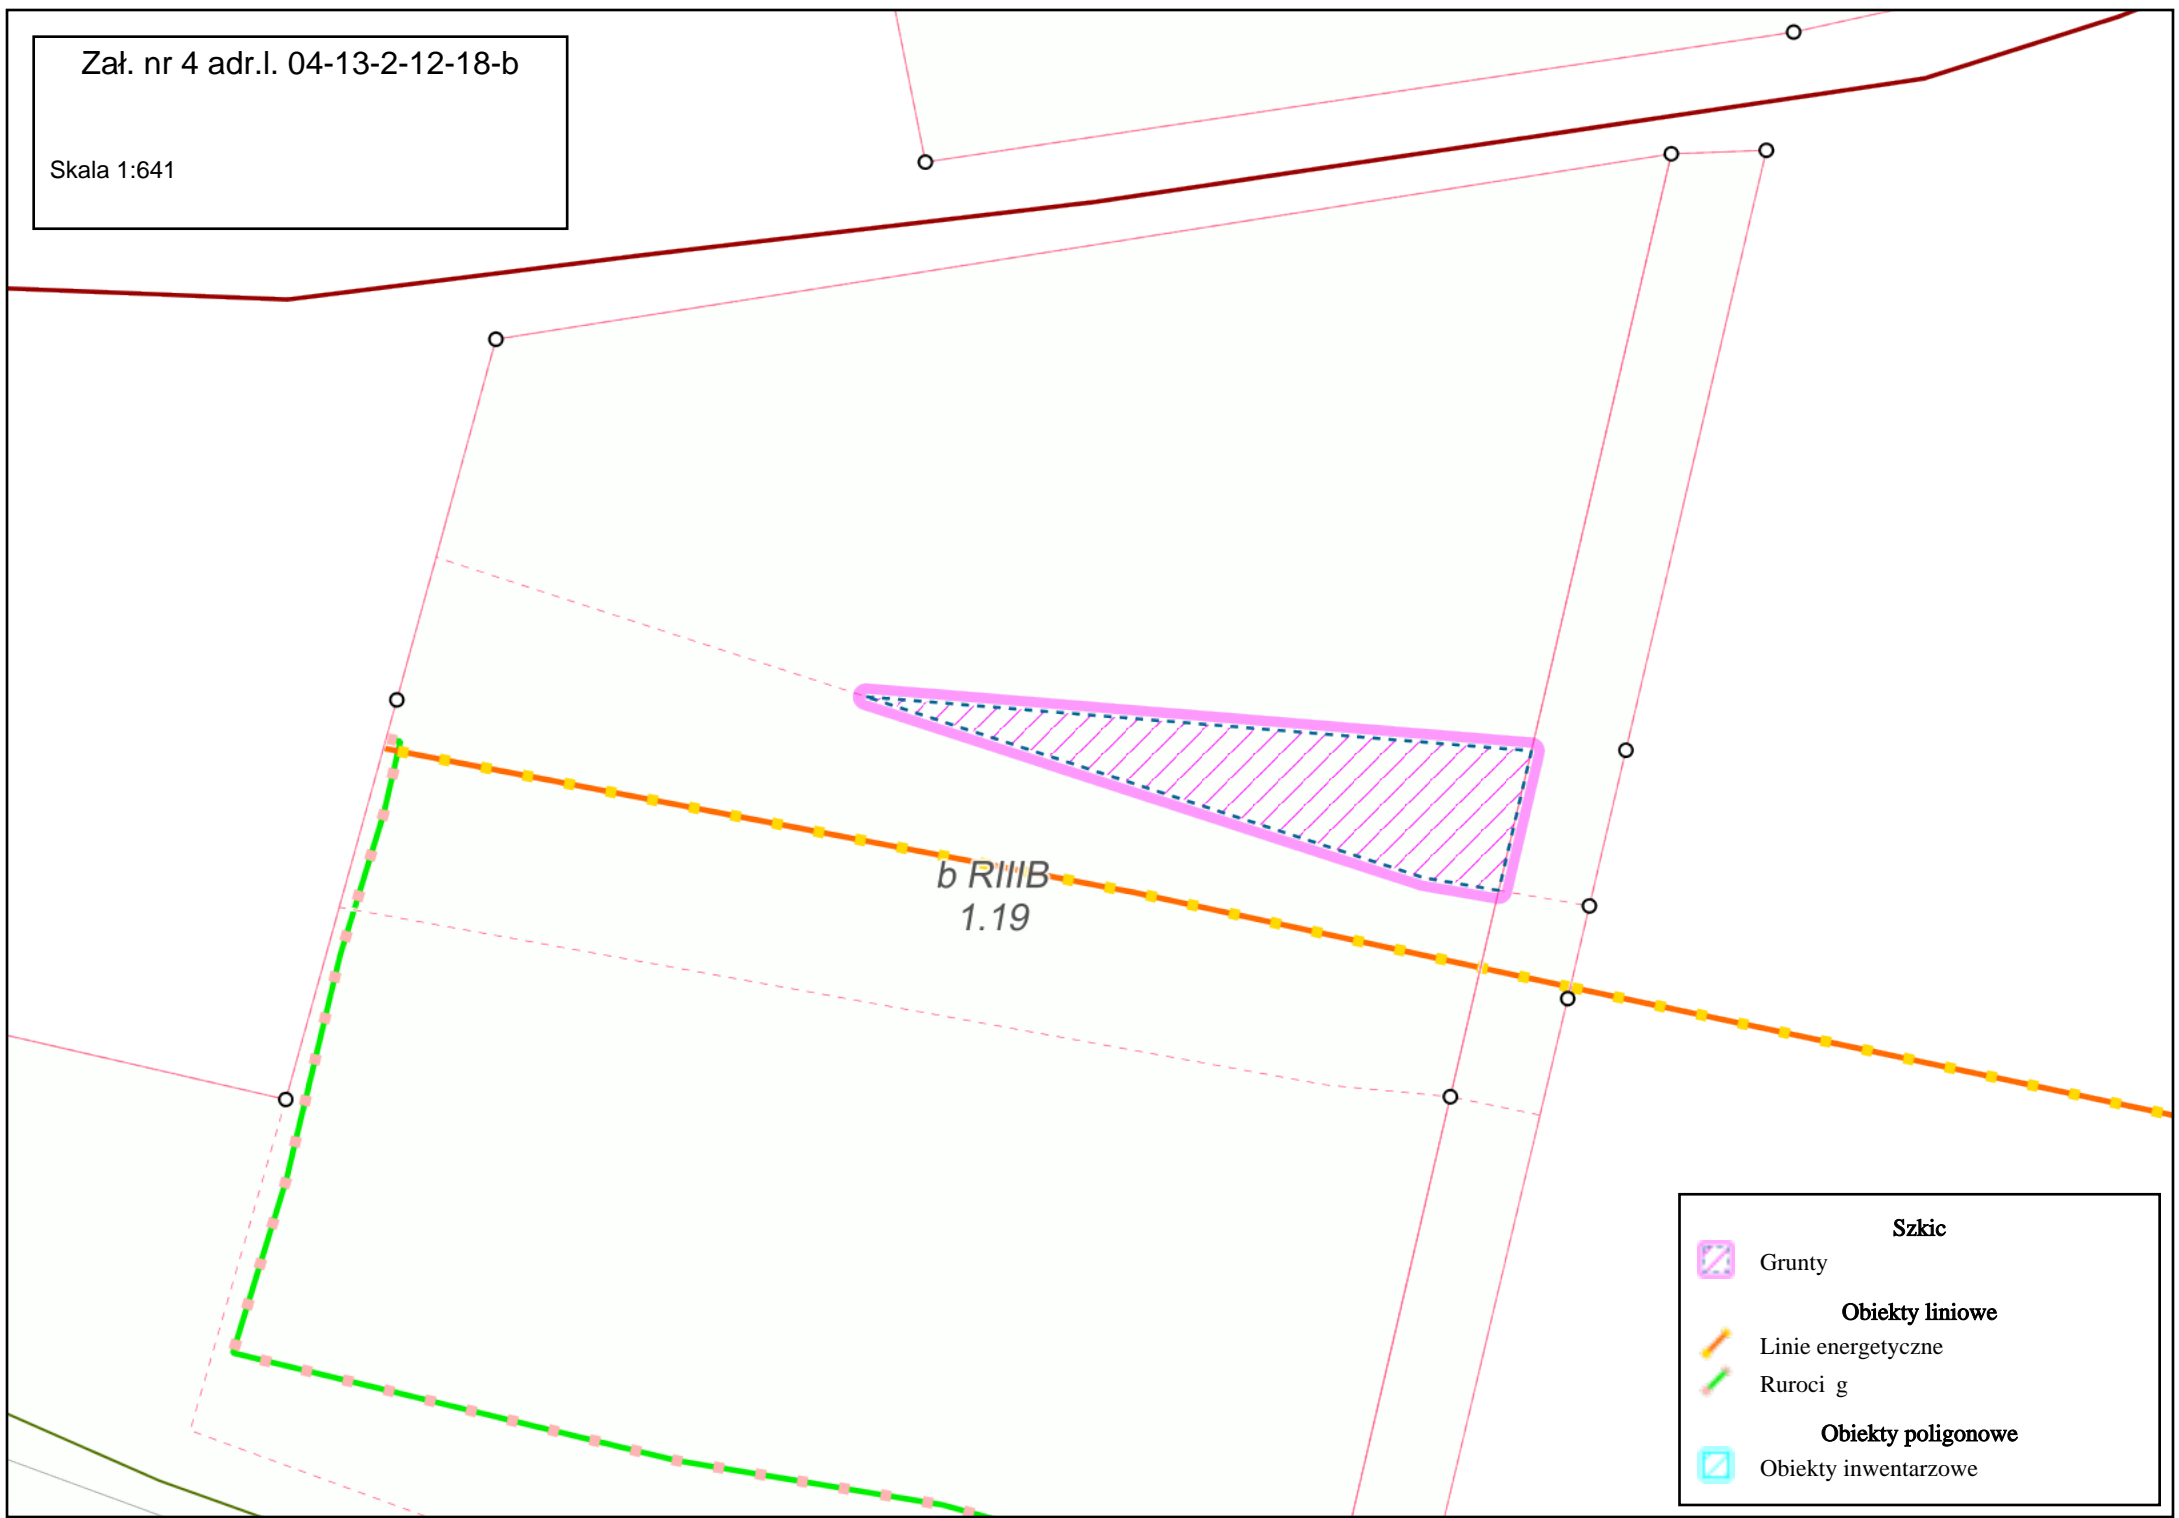 Zał. nr 4 adr.l. 04-13-2-12-18-b
Skala 1:641
b RIIIB
1.19
Szkic
Grunty
Obiekty liniowe
Linie energetyczne
Ruroci g
Obiekty poligonowe
Obiekty inwentarzowe